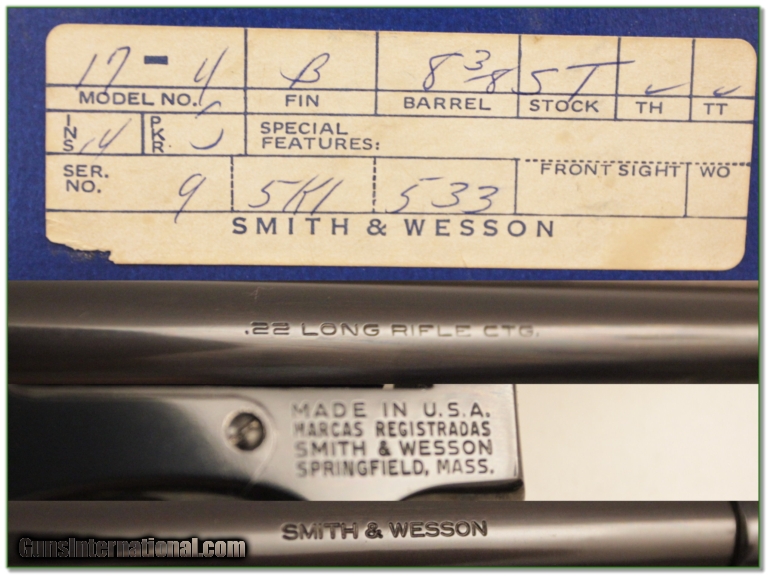 17-4 B 8 3/8 ST ✓ ✓
MODEL NO. FIN BARREL STOCK TH TT
INS. PKR SPECIAL
FEATURES:
SER. FRONT SIGHT WO
NO. 9 5K1 533
SMITH & WESSON
.22 LONG RIFLE CTG.
MADE IN U.S.A.
MARCAS REGISTRADAS
SMITH & WESSON
SPRINGFIELD, MASS.
SMITH & WESSON
GunsInternational.com